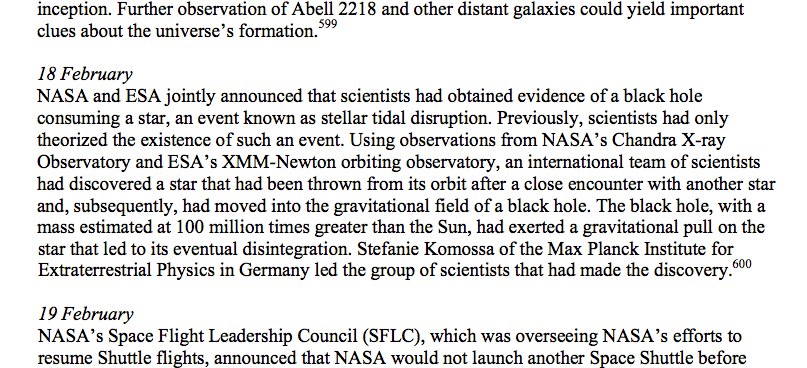 inception. Further observation of Abell 2218 and other distant galaxies could yield important
clues about the universe’s formation.599
18 February
NASA and ESA jointly announced that scientists had obtained evidence of a black hole
consuming a star, an event known as stellar tidal disruption. Previously, scientists had only
theorized the existence of such an event. Using observations from NASA’s Chandra X-ray
Observatory and ESA’s XMM-Newton orbiting observatory, an international team of scientists
had discovered a star that had been thrown from its orbit after a close encounter with another star
and, subsequently, had moved into the gravitational field of a black hole. The black hole, with a
mass estimated at 100 million times greater than the Sun, had exerted a gravitational pull on the
star that led to its eventual disintegration. Stefanie Komossa of the Max Planck Institute for
Extraterrestrial Physics in Germany led the group of scientists that had made the discovery.600
19 February
NASA’s Space Flight Leadership Council (SFLC), which was overseeing NASA’s efforts to
resume Shuttle flights, announced that NASA would not launch another Space Shuttle before